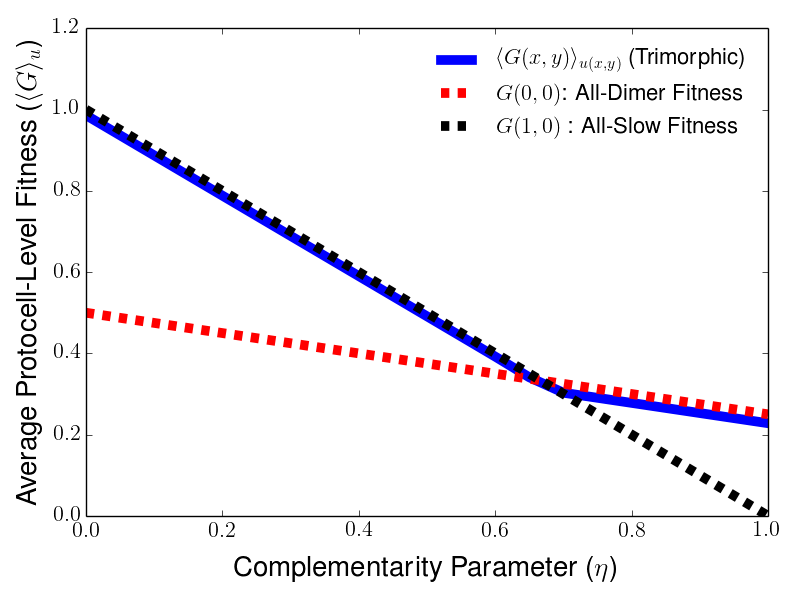 1.2
1.0
0.8
0.6
0.4
0.2
0.0
0.0 0.2 0.4 0.6 0.8 1.0
Average Protocell-Level Fitness (⟨G⟩ᵤ)
Complementarity Parameter (η)
⟨G(x, y)⟩u(x,y) (Trimorphic)
G(0, 0): All-Dimer Fitness
G(1, 0) : All-Slow Fitness